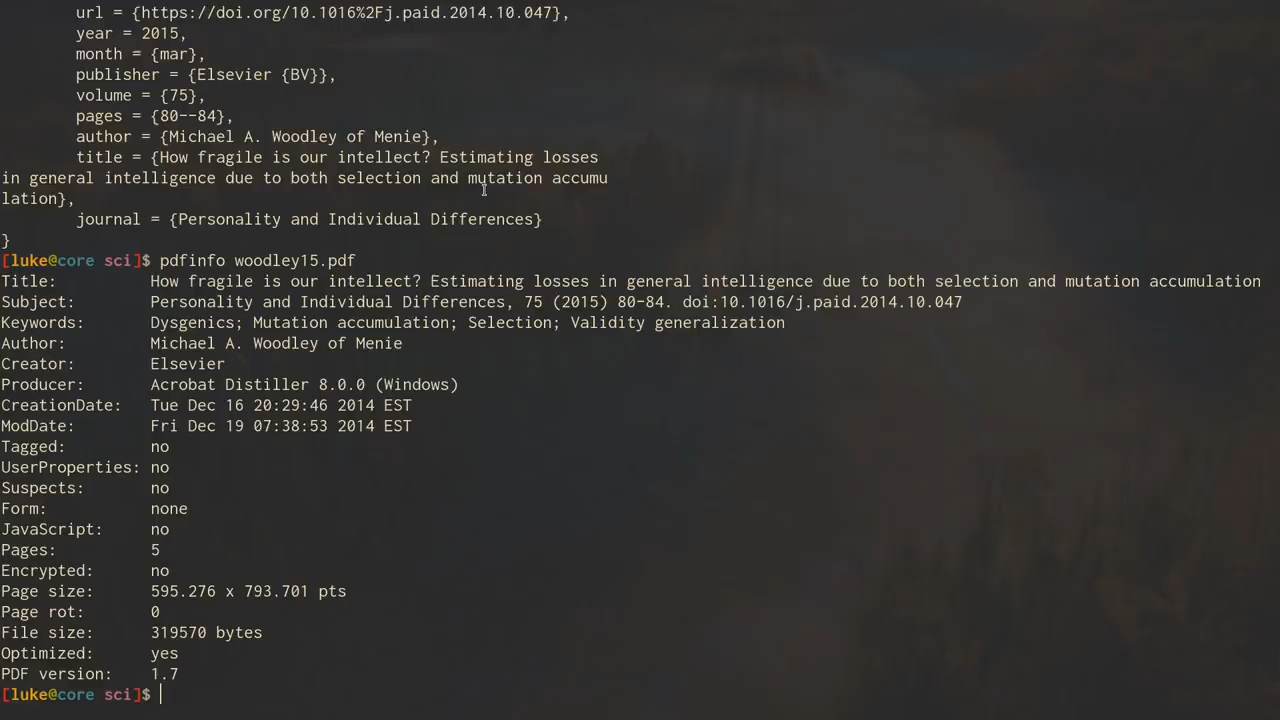 url = {https://doi.org/10.1016%2Fj.paid.2014.10.047},
year = 2015,
month = {mar},
publisher = {Elsevier {BV}},
volume = {75},
pages = {80--84},
author = {Michael A. Woodley of Menie},
title = {How fragile is our intellect? Estimating losses
in general intelligence due to both selection and mutation accumu
lation},
journal = {Personality and Individual Differences}
}
[luke@core sci]$ pdfinfo woodley15.pdf
Title: How fragile is our intellect? Estimating losses in general intelligence due to both selection and mutation accumulation
Subject: Personality and Individual Differences, 75 (2015) 80-84. doi:10.1016/j.paid.2014.10.047
Keywords: Dysgenics; Mutation accumulation; Selection; Validity generalization
Author: Michael A. Woodley of Menie
Creator: Elsevier
Producer: Acrobat Distiller 8.0.0 (Windows)
CreationDate: Tue Dec 16 20:29:46 2014 EST
ModDate: Fri Dec 19 07:38:53 2014 EST
Tagged: no
UserProperties: no
Suspects: no
Form: none
JavaScript: no
Pages: 5
Encrypted: no
Page size: 595.276 x 793.701 pts
Page rot: 0
File size: 319570 bytes
Optimized: yes
PDF version: 1.7
[luke@core sci]$